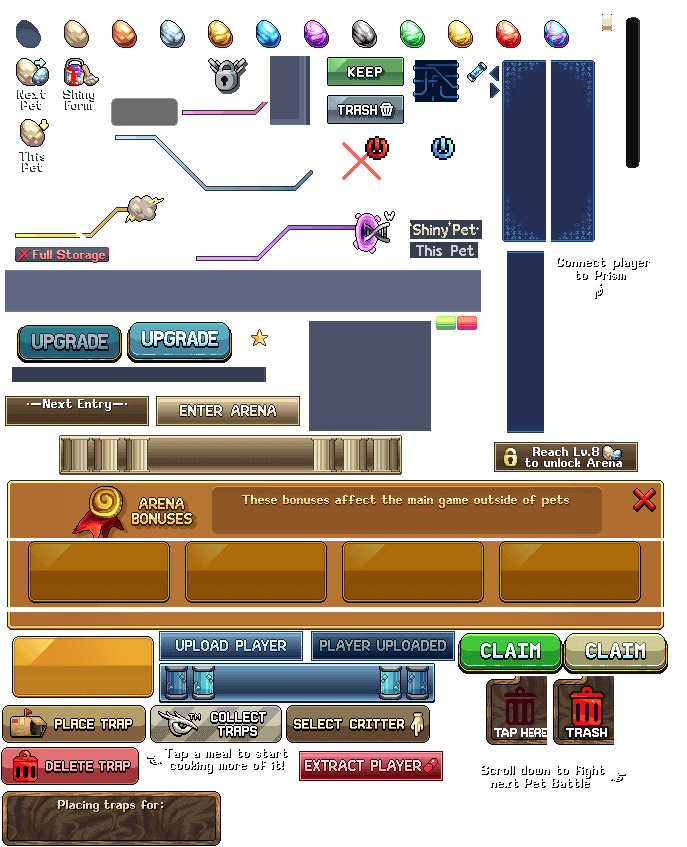 Next
Pet
Shiny
Form
KEEP
TRASH
This
Pet
Shiny Pet
This Pet
Full Storage
Connect player
to Prism
UPGRADE
UPGRADE
Next Entry
ENTER ARENA
Reach Lv.8
to unlock Arena
ARENA
BONUSES
These bonuses affect the main game outside of pets
UPLOAD PLAYER
PLAYER UPLOADED
CLAIM
CLAIM
PLACE TRAP
TM
COLLECT
TRAPS
SELECT CRITTER
TAP HERE
TRASH
DELETE TRAP
Tap a meal to start
cooking more of it!
EXTRACT PLAYER
Scroll down to fight
next Pet Battle
Placing traps for: